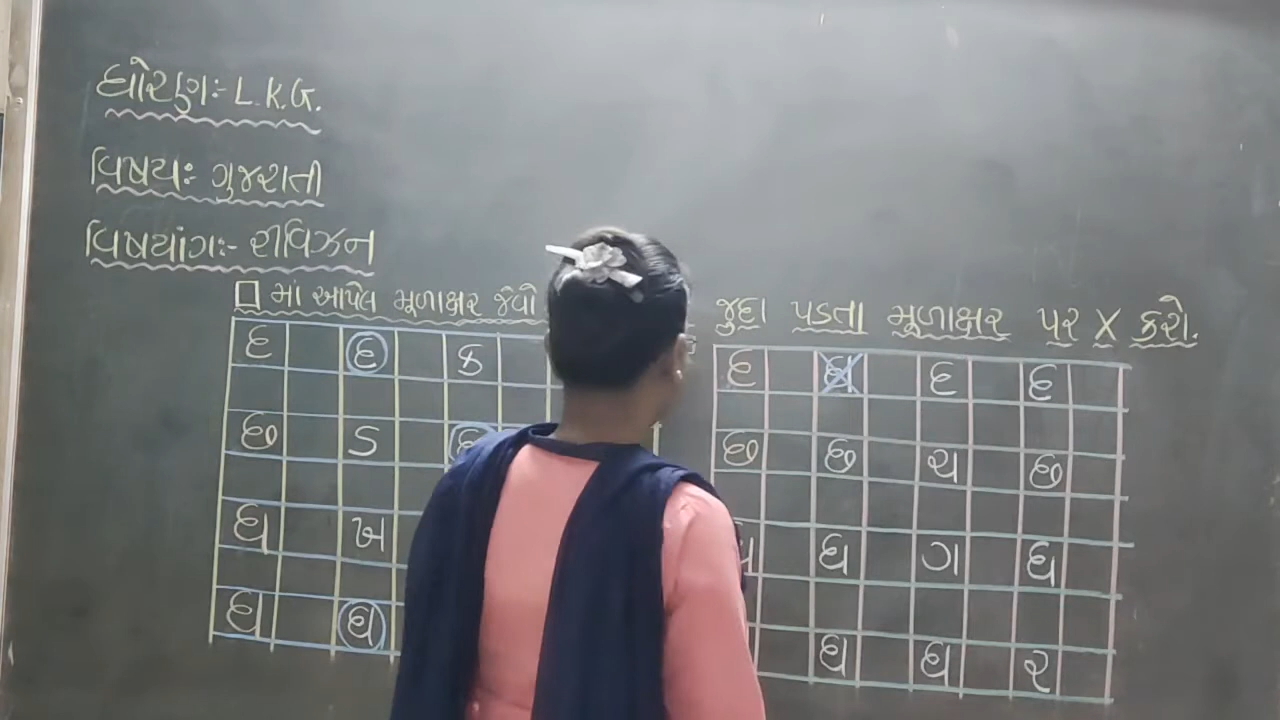 ધોરણઃ- L.K.G.
વિષયઃ ગુજરાતી
વિષયાંગઃ- રીવિઝન
□ માં આપેલ મૂળાક્ષર જેવો
દ દ ક
છ ડ
ઘ ખ
ધ ધ
જુદા પડતા મૂળાક્ષર પર X કરો.
દ ઘ દ દ
છ છ ચ છ
ઘ ગ ઘ
ધ ધ ર